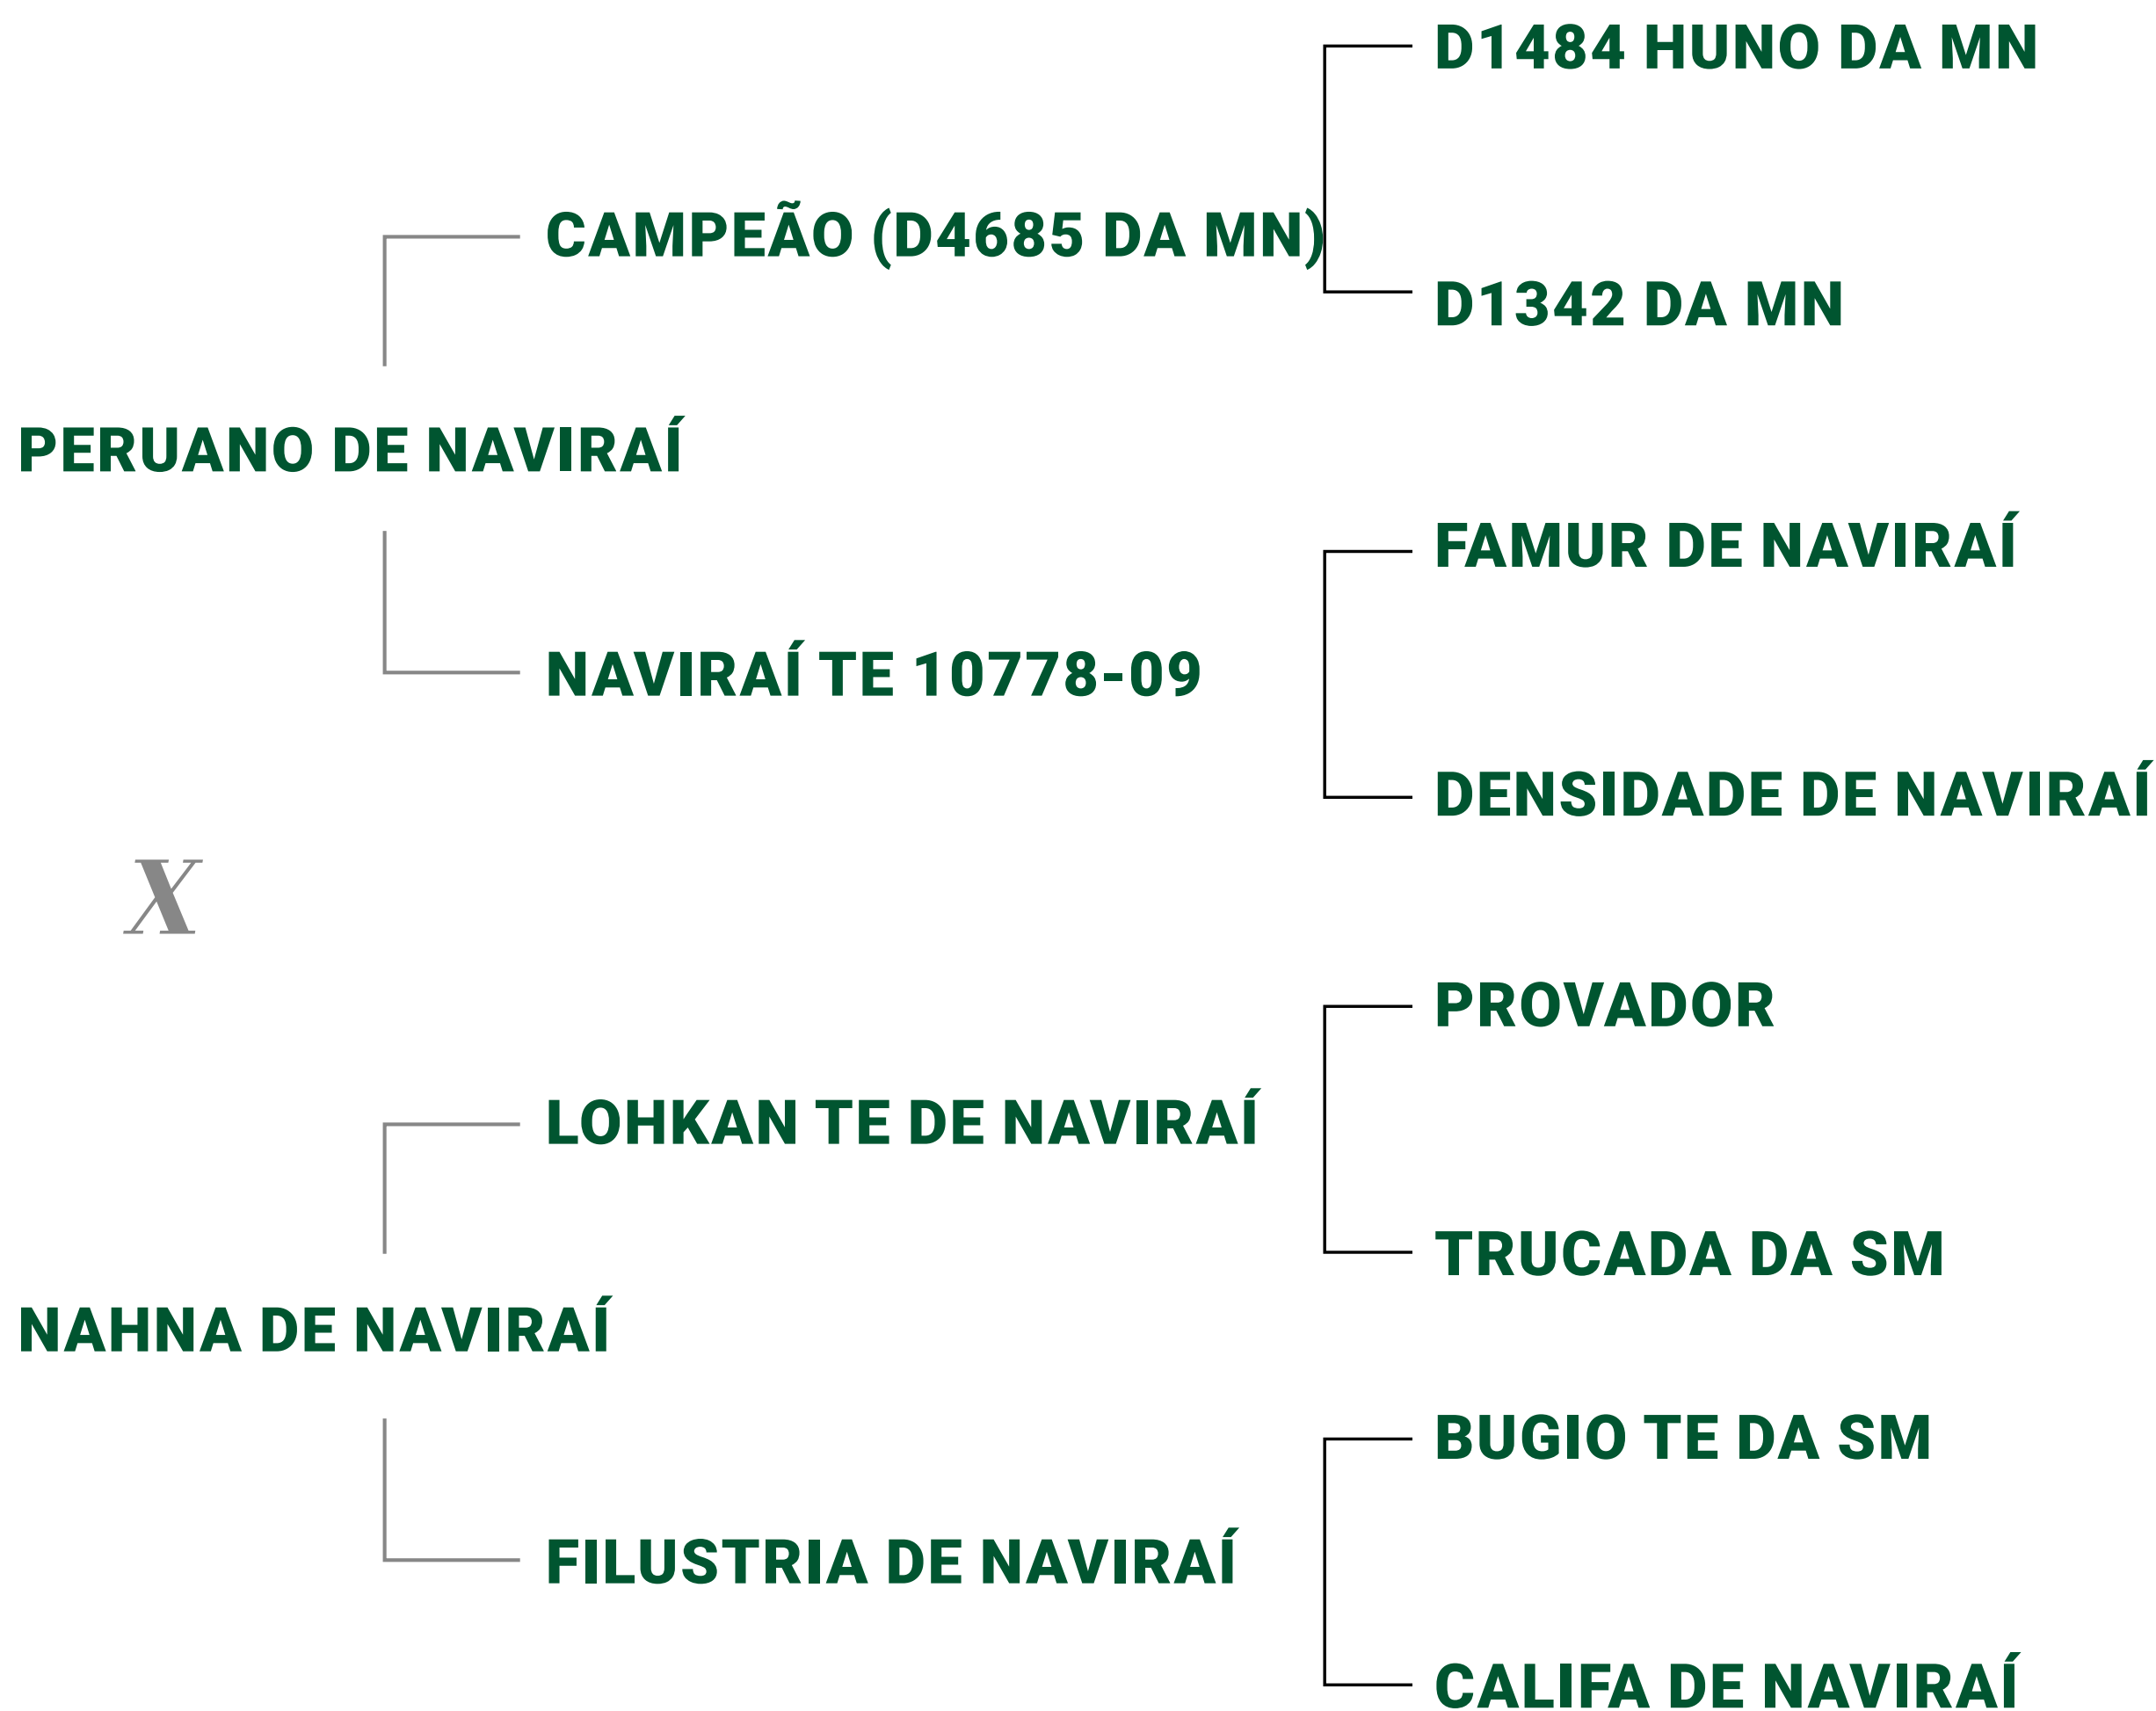 D1484 HUNO DA MN
CAMPEÃO (D4685 DA MN)
D1342 DA MN
PERUANO DE NAVIRAÍ
FAMUR DE NAVIRAÍ
NAVIRAÍ TE 10778-09
DENSIDADE DE NAVIRAÍ
X
PROVADOR
LOHKAN TE DE NAVIRAÍ
TRUCADA DA SM
NAHNA DE NAVIRAÍ
BUGIO TE DA SM
FILUSTRIA DE NAVIRAÍ
CALIFA DE NAVIRAÍ